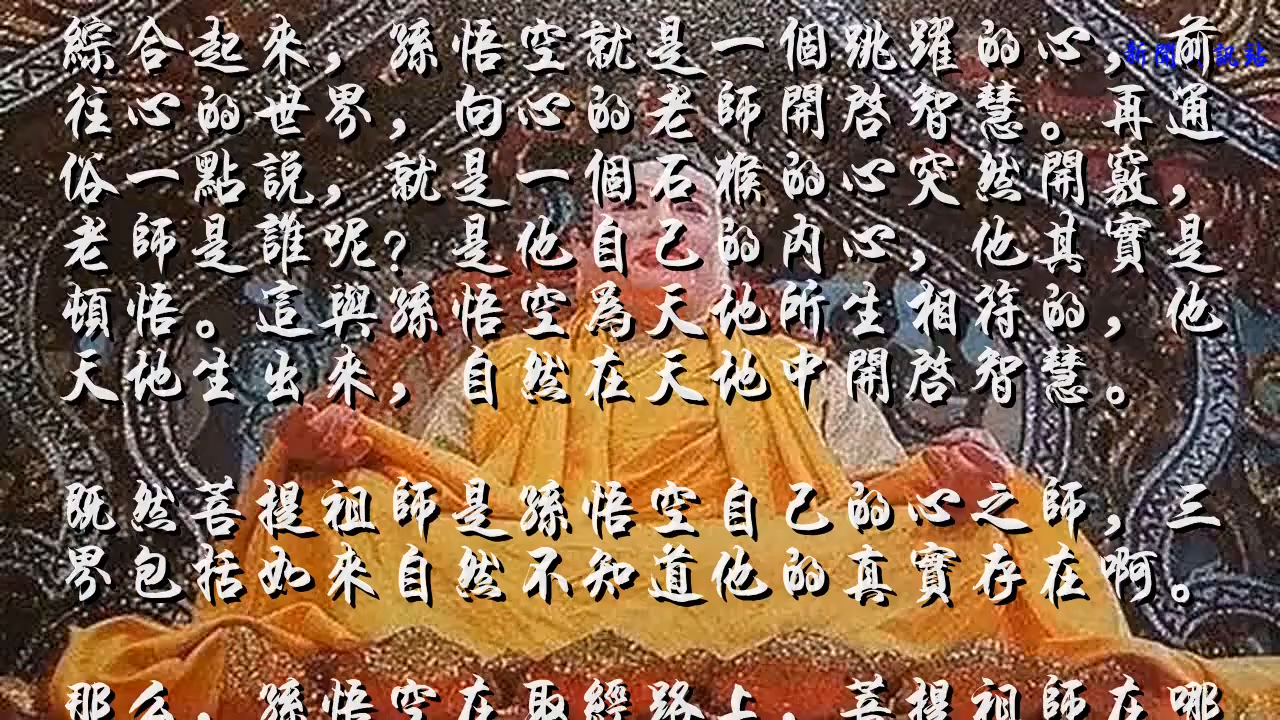 綜合起來，孫悟空就是一個跳躍的心，前
往心的世界，向心的老師開啓智慧。再通
俗一點說，就是一個石猴的心突然開竅，
老師是誰呢？是他自己的内心，他其實是
頓悟。這與孫悟空為天地所生相符的，他
天地生出來，自然在天地中開啓智慧。
既然菩提祖師是孫悟空自己的心之師，三
界包括如來自然不知道他的真實存在啊。
那么，孫悟空在取經路上，菩提祖師在哪